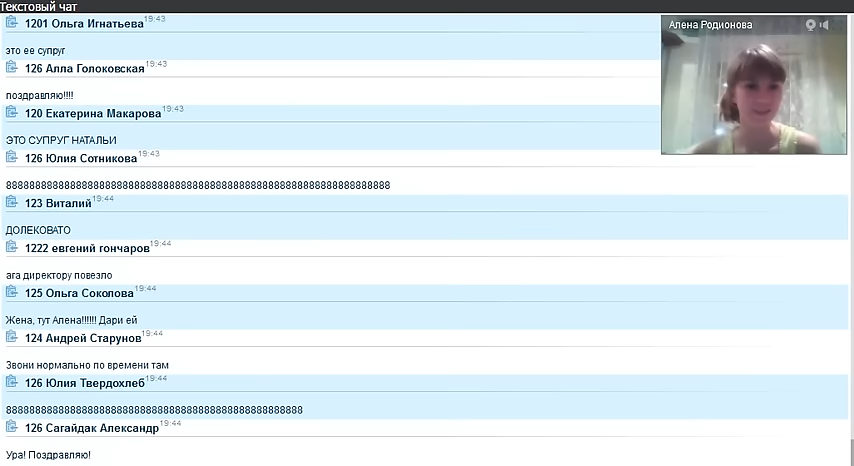 Текстовый чат
1201 Ольга Игнатьева 19:43
это ее супруг
126 Алла Голоковская 19:43
поздравляю!!!!
120 Екатерина Макарова 19:43
ЭТО СУПРУГ НАТАЛЬИ
126 Юлия Сотникова 19:43
8888888888888888888888888888888888888888888888888888888888888888
123 Виталий 19:44
ДОЛЕКОВАТО
1222 евгений гончаров 19:44
ага директору повезло
125 Ольга Соколова 19:44
Жена, тут Алена!!!!!! Дари ей
124 Андрей Старунов 19:44
Звони нормально по времени там
126 Юлия Твердохлеб 19:44
8888888888888888888888888888888888888888888888888
126 Сагайдак Александр 19:44
Ура! Поздравляю!
Алена Родионова